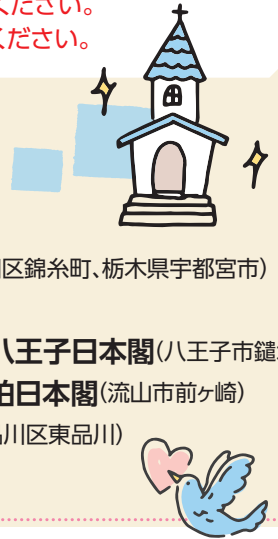 ください。
ください。
区錦糸町、栃木県宇都宮市)
八王子日本閣(八王子市鑓
柏日本閣(流山市前ヶ崎)
品川区東品川)